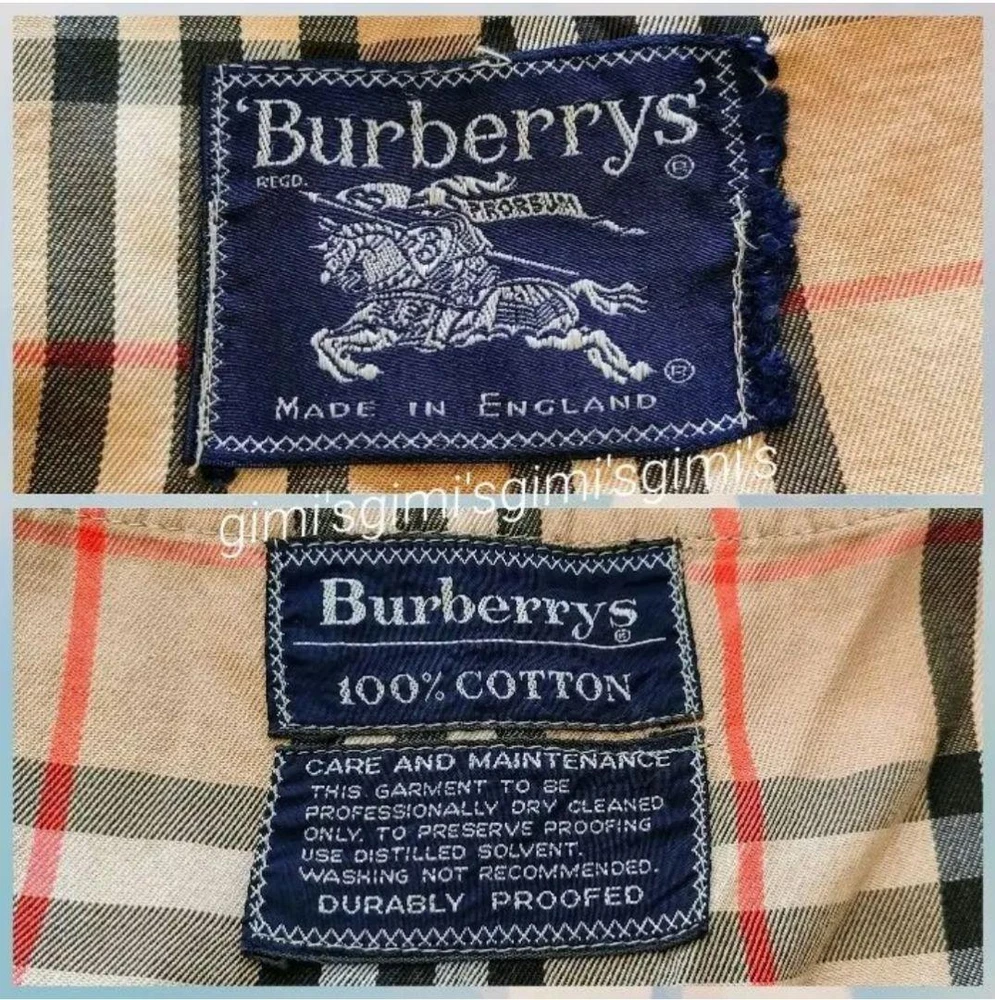 'Burberrys'
®
REGD.
PRORSUM
®
MADE IN ENGLAND
gimi'sgimi'sgimi'sgimi's
Burberrys
®
100% COTTON
CARE AND MAINTENANCE
THIS GARMENT TO BE
PROFESSIONALLY DRY CLEANED
ONLY. TO PRESERVE PROOFING
USE DISTILLED SOLVENT.
WASHING NOT RECOMMENDED.
DURABLY PROOFED